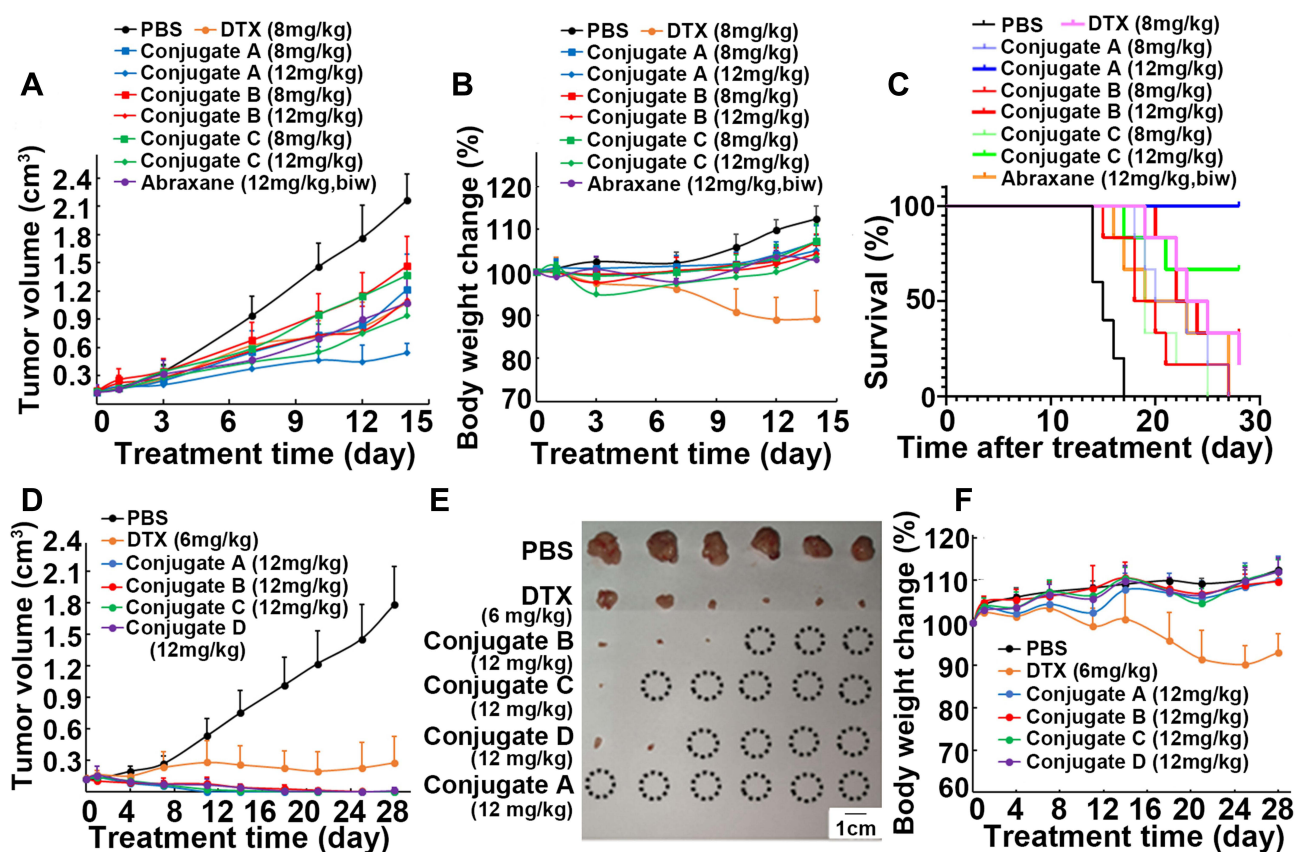 A
PBS DTX (8mg/kg)
Conjugate A (8mg/kg)
Conjugate A (12mg/kg)
Conjugate B (8mg/kg)
Conjugate B (12mg/kg)
Conjugate C (8mg/kg)
Conjugate C (12mg/kg)
Abraxane (12mg/kg,biw)
Tumor volume (cm³)
2.4
2.1
1.8
1.5
1.2
0.9
0.6
0.3
0 3 6 9 12 15
Treatment time (day)
B
PBS DTX (8mg/kg)
Conjugate A (8mg/kg)
Conjugate A (12mg/kg)
Conjugate B (8mg/kg)
Conjugate B (12mg/kg)
Conjugate C (8mg/kg)
Conjugate C (12mg/kg)
Abraxane (12mg/kg,biw)
Body weight change (%)
120
110
100
90
80
70
0 3 6 9 12 15
Treatment time (day)
C
PBS DTX (8mg/kg)
Conjugate A (8mg/kg)
Conjugate A (12mg/kg)
Conjugate B (8mg/kg)
Conjugate B (12mg/kg)
Conjugate C (8mg/kg)
Conjugate C (12mg/kg)
Abraxane (12mg/kg,biw)
Survival (%)
100
50
0
0 10 20 30
Time after treatment (day)
D
PBS
DTX (6mg/kg)
Conjugate A (12mg/kg)
Conjugate B (12mg/kg)
Conjugate C (12mg/kg)
Conjugate D
(12mg/kg)
Tumor volume (cm³)
2.4
2.1
1.8
1.5
1.2
0.9
0.6
0.3
0 4 8 12 16 20 24 28
Treatment time (day)
E
PBS
DTX
(6 mg/kg)
Conjugate B
(12 mg/kg)
Conjugate C
(12 mg/kg)
Conjugate D
(12 mg/kg)
Conjugate A
(12 mg/kg)
1cm
F
Body weight change (%)
120
110
100
90
80
70
60
PBS
DTX (6mg/kg)
Conjugate A (12mg/kg)
Conjugate B (12mg/kg)
Conjugate C (12mg/kg)
Conjugate D (12mg/kg)
0 4 8 12 16 20 24 28
Treatment time (day)